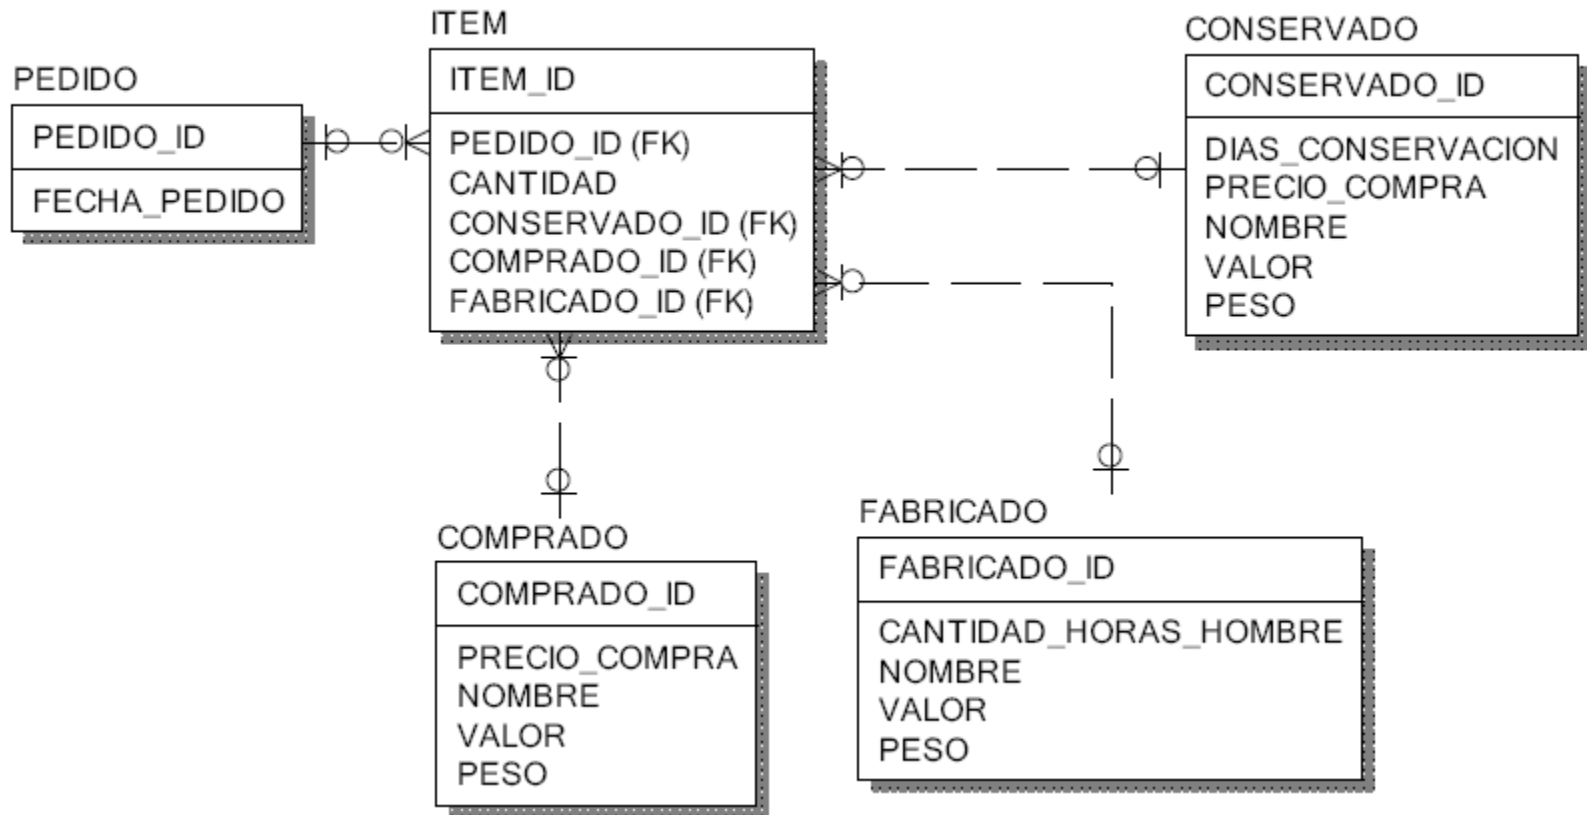 PEDIDO
PEDIDO_ID
FECHA_PEDIDO
ITEM
ITEM_ID
PEDIDO_ID (FK)
CANTIDAD
CONSERVADO_ID (FK)
COMPRADO_ID (FK)
FABRICADO_ID (FK)
CONSERVADO
CONSERVADO_ID
DIAS_CONSERVACION
PRECIO_COMPRA
NOMBRE
VALOR
PESO
COMPRADO
COMPRADO_ID
PRECIO_COMPRA
NOMBRE
VALOR
PESO
FABRICADO
FABRICADO_ID
CANTIDAD_HORAS_HOMBRE
NOMBRE
VALOR
PESO